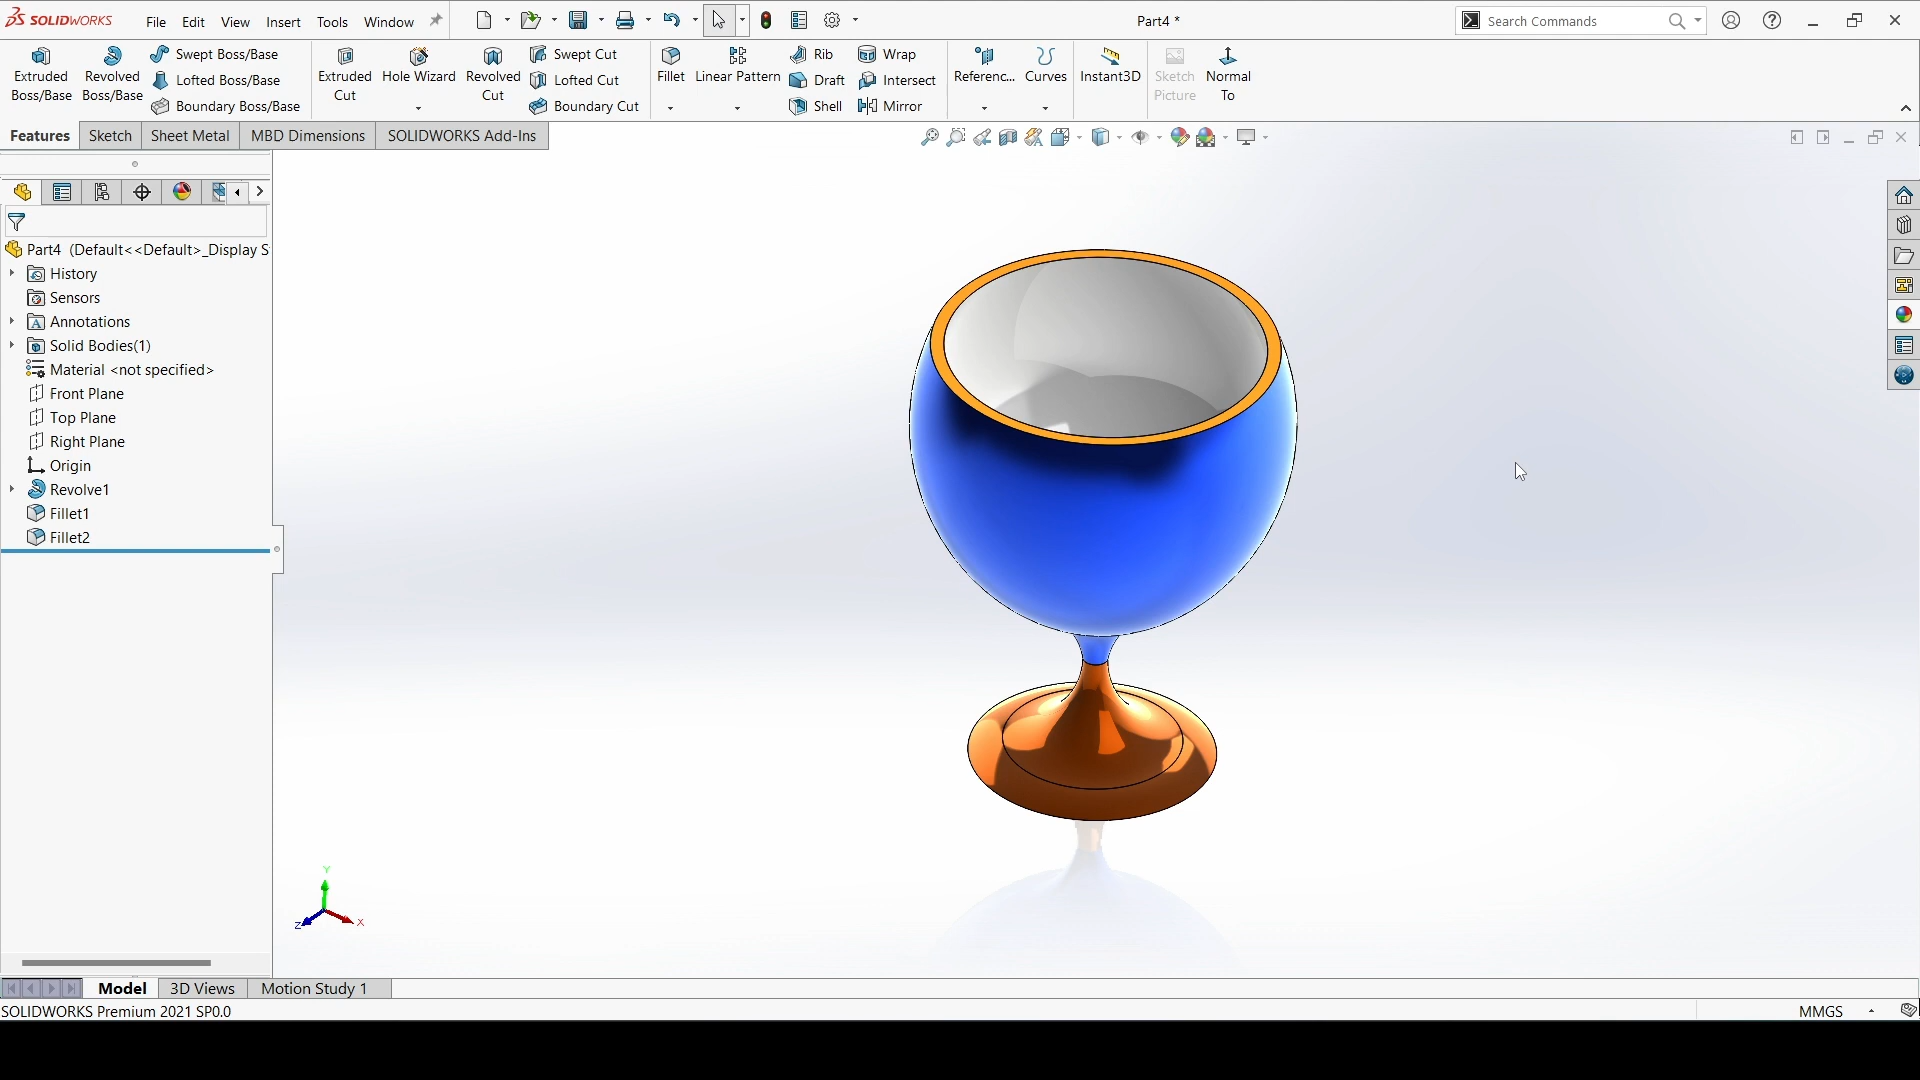 SOLIDWORKS File Edit View Insert Tools Window Part4 * Search Commands
Extruded Boss/Base
Revolved Boss/Base
Swept Boss/Base
Lofted Boss/Base
Boundary Boss/Base
Extruded Cut
Hole Wizard
Revolved Cut
Swept Cut
Lofted Cut
Boundary Cut
Fillet
Linear Pattern
Rib
Draft
Shell
Wrap
Intersect
Mirror
Referenc...
Curves
Instant3D
Sketch Picture
Normal To
Features Sketch Sheet Metal MBD Dimensions SOLIDWORKS Add-Ins
Part4 (Default<<Default>_Display S
History
Sensors
Annotations
Solid Bodies(1)
Material <not specified>
Front Plane
Top Plane
Right Plane
Origin
Revolve1
Fillet1
Fillet2
Y
Z
X
Model 3D Views Motion Study 1
SOLIDWORKS Premium 2021 SP0.0 MMGS